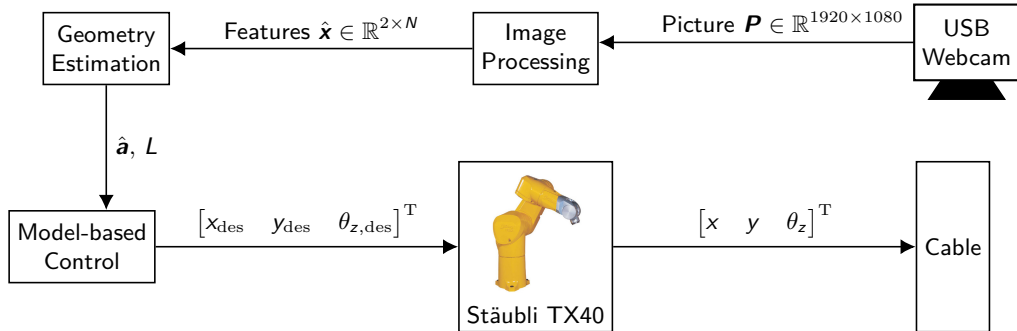 Geometry
Estimation
Features x̂ ∈ ℝ^{2×N}
Image
Processing
Picture P ∈ ℝ^{1920×1080}
USB
Webcam
â, L
Model-based
Control
[x_des y_des θ_{z,des}]^T
Stäubli TX40
[x y θ_z]^T
Cable